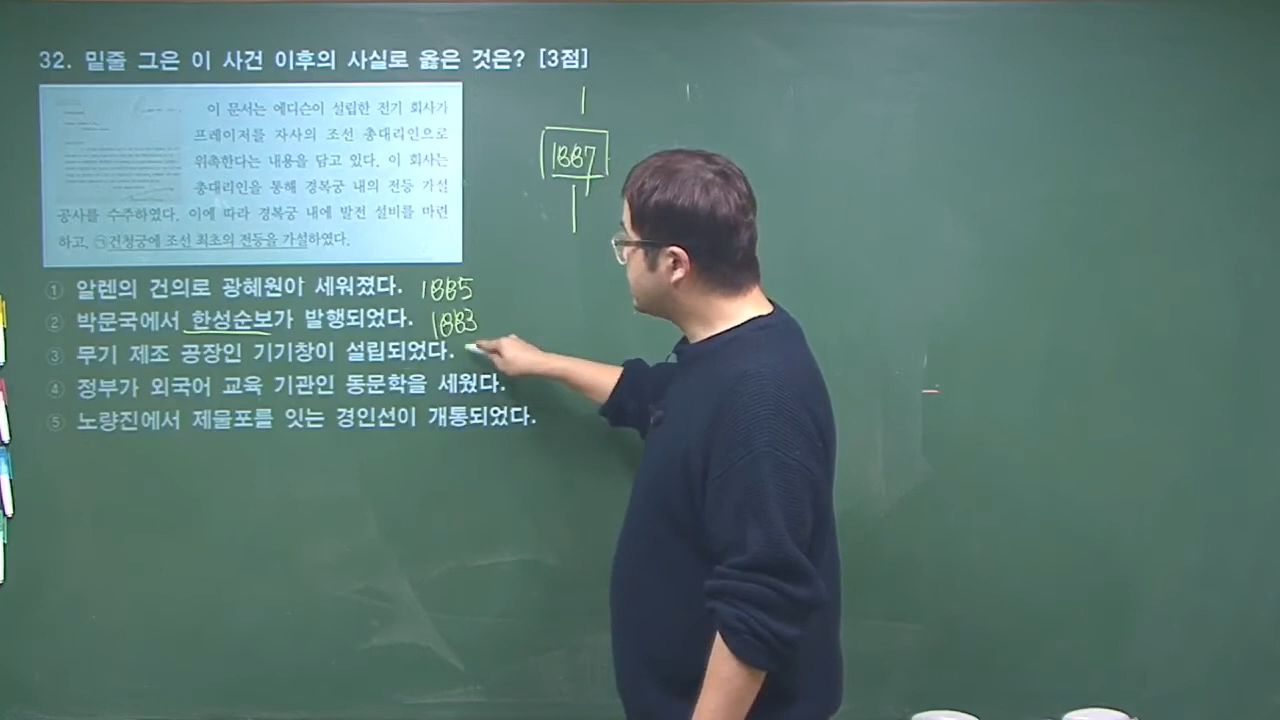 32. 밑줄 그은 이 사건 이후의 사실로 옳은 것은? [3점]
이 문서는 에디슨이 설립한 전기 회사가
프레이저를 자사의 조선 총대리인으로
위촉한다는 내용을 담고 있다. 이 회사는
총대리인을 통해 경복궁 내의 전등 가설
공사를 수주하였다. 이에 따라 경복궁 내에 발전 설비를 마련
하고, ㉠건청궁에 조선 최초의 전등을 가설하였다.
1887
① 알렌의 건의로 광혜원이 세워졌다. 1885
② 박문국에서 한성순보가 발행되었다. 1883
③ 무기 제조 공장인 기기창이 설립되었다.
④ 정부가 외국어 교육 기관인 동문학을 세웠다.
⑤ 노량진에서 제물포를 잇는 경인선이 개통되었다.